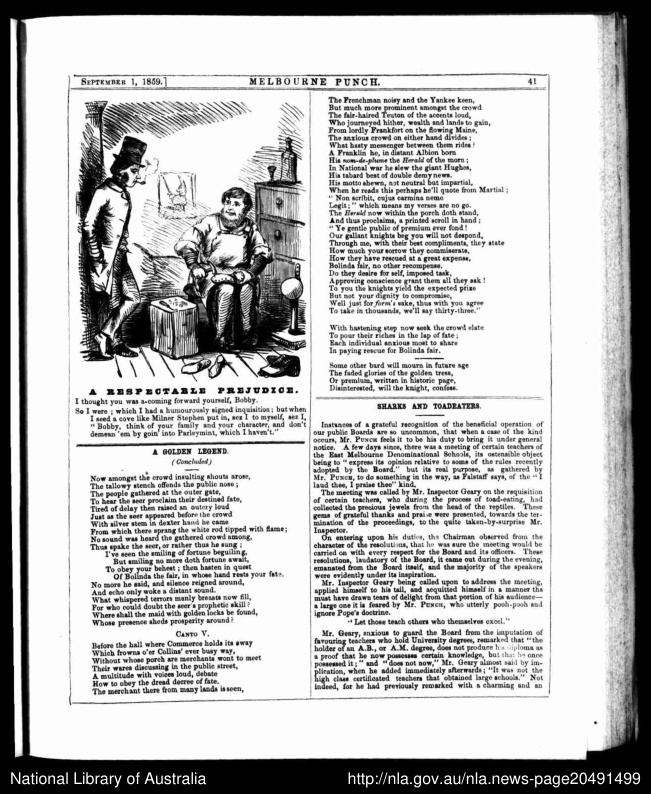 SEPTEMBER 1, 1859.]
MELBOURNE PUNCH.
41
A RESPECTABLE PREJUDICE.
I thought you was a-coming forward yourself, Bobby.
So I were ; which I had a humourously signed inquisition ; but when
I seed a cove like Milner Stephen put in, sez I to myself, sez I,
" Bobby, think of your family and your character, and don't
demean 'em by goin' into Parleymint, which I haven't."
A GOLDEN LEGEND.
(Concluded)
Now amongst the crowd insulting shouts arose,
The tallowy stench offends the public nose ;
The people gathered at the outer gate,
To hear the seer proclaim their destined fate,
Tired of delay then raised an outcry loud
Just as the seer appeared before the crowd
With silver stem in dexter hand he came
From which there sprang the white rod tipped with flame;
No sound was heard the gathered crowd among,
Thus spake the seer, or rather thus he sung ;
I've seen the smiling of fortune beguiling,
But smiling no more doth fortune await,
To obey your behest ; then hasten in quest
Of Bolinda the fair, in whose hand rests your fate.
No more he said, and silence reigned around,
And echo only woke a distant sound.
What whispered terrors manly breasts now fill,
For who could doubt the seer's prophetic skill ?
Where shall the maid with golden locks be found,
Whose presence sheds prosperity around ?
CANTO V.
Before the hall where Commerce holds its sway
Which frowns o'er Collins' ever busy way,
Without whose porch are merchants wont to meet
Their wares discussing in the public street,
A multitude with voices loud, debate
How to obey the dread decree of fate.
The merchant there from many lands is seen,
The Frenchman noisy and the Yankee keen,
But much more prominent amongst the crowd
The fair-haired Teuton of the accents loud,
Who journeyed hither, wealth and lands to gain,
From lordly Frankfort on the flowing Maine,
The anxious crowd on either hand divides ;
What hasty messenger between them rides ?
A Franklin he, in distant Albion born
His nom-de-plume the Herald of the morn ;
In National war he slew the giant Hughes,
His tabard best of double demy news.
His motto shewn, not neutral but impartial,
When he reads this perhaps he'll quote from Martial ;
" Non scribit, cujus carmina nemo
Legit ; " which means my verses are no go.
The Herald now within the porch doth stand,
And thus proclaims, a printed scroll in hand ;
" Ye gentle public of premium ever fond !
Our gallant knights beg you will not despond,
Through me, with their best compliments, they state
How much your sorrow they commiserate,
How they have rescued at a great expense,
Bolinda fair, no other recompense,
Do they desire for self, imposed task,
Approving conscience grant them all they ask !
To you the knights yield the expected prize
But not your dignity to compromise,
Well just for form's sake, thus with you agree
To take in thousands, we'll say thirty-three."
With hastening step now seek the crowd elate
To pour their riches in the lap of fate ;
Each individual anxious most to share
In paying rescue for Bolinda fair.
Some other bard will mourn in future age
The faded glories of the golden tress,
Or premium, written in historic page,
Disinterested, will the knight, confess.
SHARKS AND TOADEATERS.
Instances of a grateful recognition of the beneficial operation of
our public Boards are so uncommon, that when a case of the kind
occurs, Mr. PUNCH feels it to be his duty to bring it under general
notice. A few days since, there was a meeting of certain teachers of
the East Melbourne Denominational Schools, its ostensible object
being to " express its opinion relative to some of the rules recently
adopted by the Board." but its real purpose, as gathered by
Mr. PUNCH, to do something in the way, as Falstaff says, of the " I
laud thee, I praise thee" kind.
The meeting was called by Mr. Inspector Geary on the requisition
of certain teachers, who during the process of toad-eating, had
collected the precious jewels from the head of the reptiles. These
gems of grateful thanks and praise were presented, towards the ter-
mination of the proceedings, to the quite taken-by-surprise Mr.
Inspector.
On entering upon his duties, the Chairman observed from the
character of the resolutions, that he was sure the meeting would be
carried on with every respect for the Board and its officers. These
resolutions, laudatory of the Board, it came out during the evening,
emanated from the Board itself, and the majority of the speakers
were evidently under its inspiration.
Mr. Inspector Geary being called upon to address the meeting,
applied himself to his tail, and acquitted himself in a manner tha
must have drawn tears of delight from that portion of his audience—
a large one it is feared by Mr. PUNCH, who utterly pooh-pooh and
ignore Pope's doctrine.
" Let those teach others who themselves excel."
Mr. Geary, anxious to guard the Board from the imputation of
favouring teachers who hold University degrees, remarked that "the
holder of an A.B., or A.M. degree, does not produce his diploma as
a proof that he now possesses certain knowledge, but that he once
possessed it ; " and "does not now," Mr. Geary almost said by im-
plication, when he added immediately afterwards ; "It was not the
high class certificated teachers that obtained large schools." Not
indeed, for he had previously remarked with a charming and an
National Library of Australia
http://nla.gov.au/nla.news-page20491499